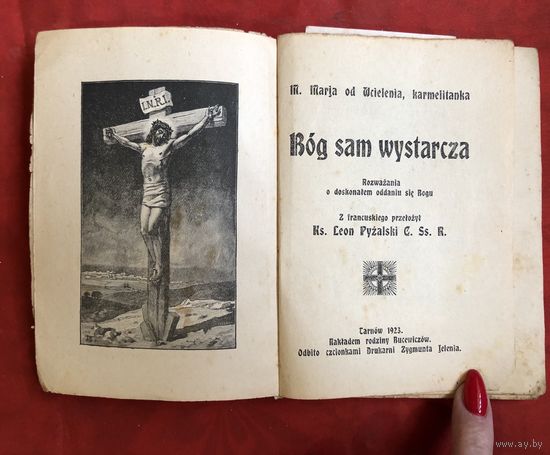 I.N.R.I.
M. Marja od Wcielenia, karmelitanka
Bóg sam wystarcza
Rozważania
o doskonałem oddaniu się Bogu
Z francuskiego przełożył
Ks. Leon Pyżalski C. Ss. R.
Tarnów 1923.
Nakładem rodziny Bucewiczów.
Odbito czcionkami Drukarni Zygmunta Jelenia.
www.ay.by